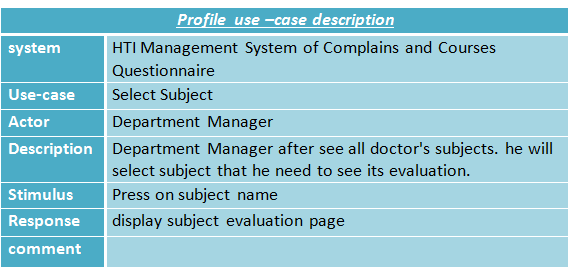 Profile use –case description
system HTI Management System of Complains and Courses
Questionnaire
Use-case Select Subject
Actor Department Manager
Description Department Manager after see all doctor's subjects. he will
select subject that he need to see its evaluation.
Stimulus Press on subject name
Response display subject evaluation page
comment